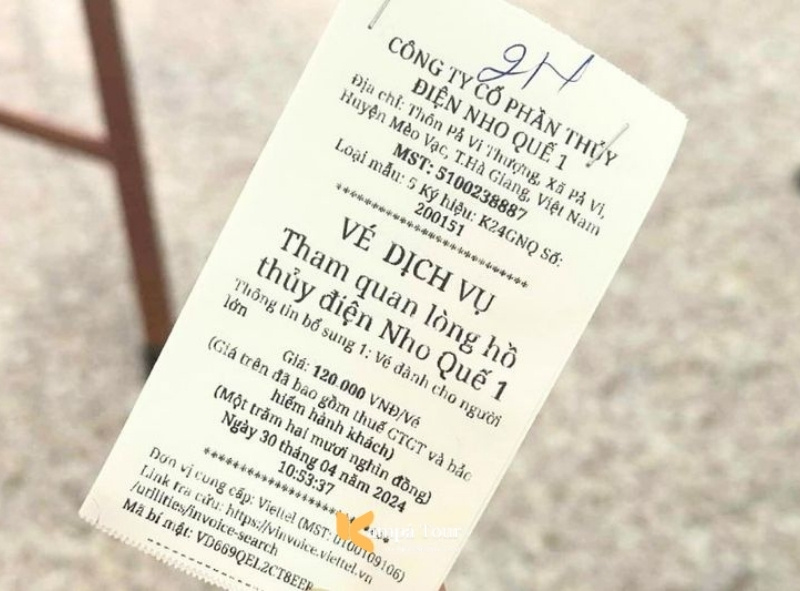 2H
CÔNG TY CỔ PHẦN THỦY
ĐIỆN NHO QUẾ 1
Địa chỉ: Thôn Pả Vi Thượng, Xã Pả Vi,
Huyện Mèo Vạc, T.Hà Giang, Việt Nam
MST: 5100238887
Loại mẫu: 5 Ký hiệu: K24GNQ Số:
200151
******************************
VÉ DỊCH VỤ
Tham quan lòng hồ
thủy điện Nho Quế 1
Thông tin bổ sung 1: Vé dành cho người
lớn
Giá: 120.000 VNĐ/Vé
(Giá trên đã bao gồm thuế GTGT và bảo
hiểm hành khách)
(Một trăm hai mươi nghìn đồng)
Ngày 30 tháng 04 năm 2024
10:53:37
******************************
Đơn vị cung cấp: Viettel (MST: 0100109106)
Link tra cứu: https://vinvoice.viettel.vn
/urilities/invoice-search
Mã bí mật:
Kampa Tour